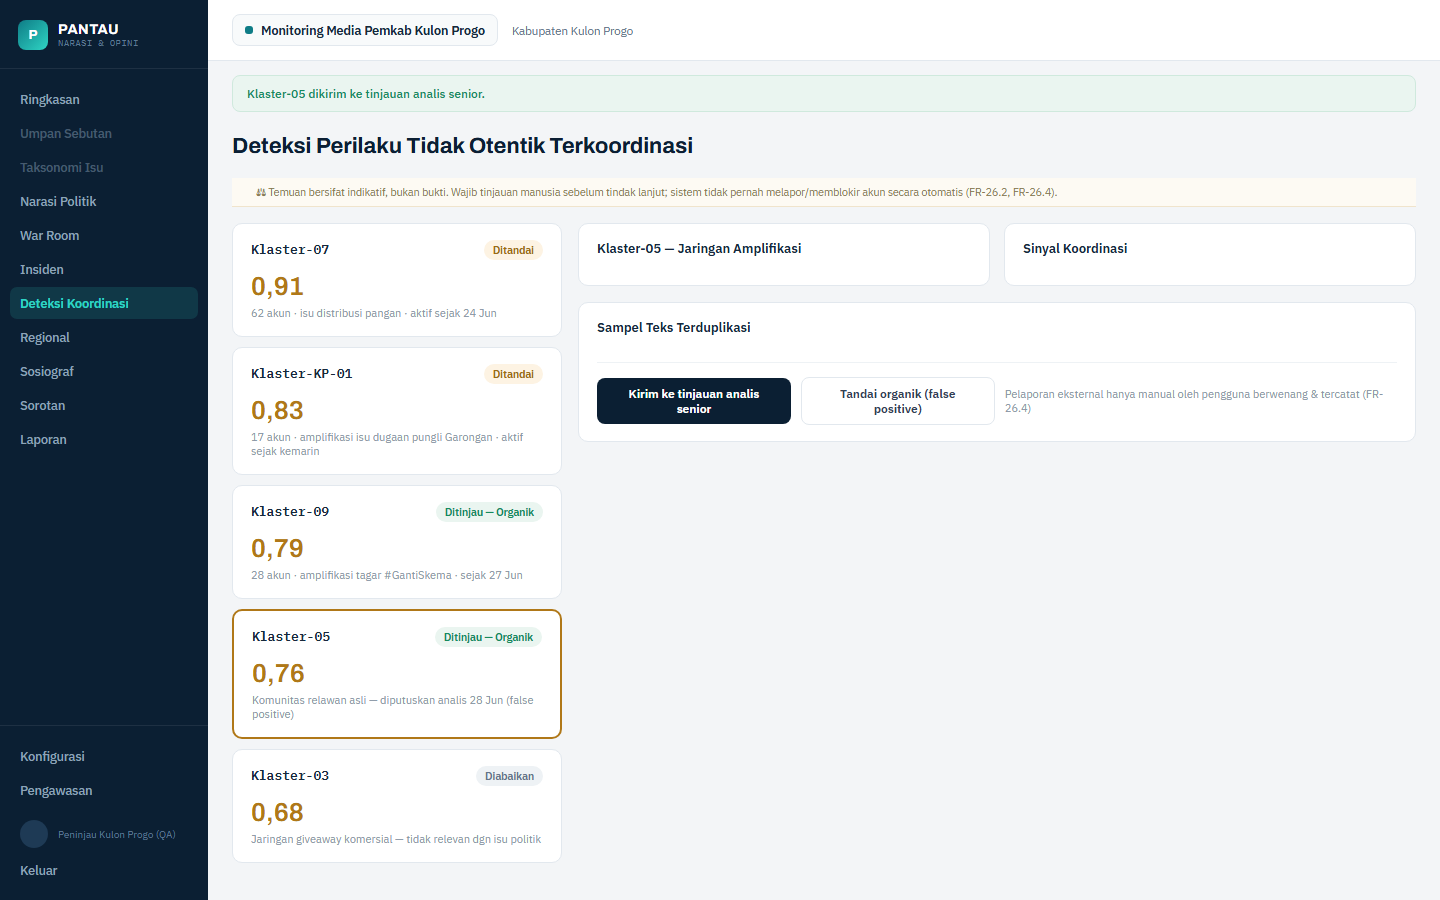 P
PANTAU
NARASI & OPINI
Ringkasan
Umpan Sebutan
Taksonomi Isu
Narasi Politik
War Room
Insiden
Deteksi Koordinasi
Regional
Sosiograf
Sorotan
Laporan
Konfigurasi
Pengawasan
Peninjau Kulon Progo (QA)
Keluar
Monitoring Media Pemkab Kulon Progo
Kabupaten Kulon Progo
Klaster-05 dikirim ke tinjauan analis senior.
Deteksi Perilaku Tidak Otentik Terkoordinasi
Temuan bersifat indikatif, bukan bukti. Wajib tinjauan manusia sebelum tindak lanjut; sistem tidak pernah melapor/memblokir akun secara otomatis (FR-26.2, FR-26.4).
Klaster-07
Ditandai
0,91
62 akun · isu distribusi pangan · aktif sejak 24 Jun
Klaster-KP-01
Ditandai
0,83
17 akun · amplifikasi isu dugaan pungli Garongan · aktif
sejak kemarin
Klaster-09
Ditinjau — Organik
0,79
28 akun · amplifikasi tagar #GantiSkema · sejak 27 Jun
Klaster-05
Ditinjau — Organik
0,76
Komunitas relawan asli — diputuskan analis 28 Jun (false
positive)
Klaster-03
Diabaikan
0,68
Jaringan giveaway komersial — tidak relevan dgn isu politik
Klaster-05 — Jaringan Amplifikasi
Sinyal Koordinasi
Sampel Teks Terduplikasi
Kirim ke tinjauan analis
senior
Tandai organik (false
positive)
Pelaporan eksternal hanya manual oleh pengguna berwenang & tercatat (FR-
26.4)